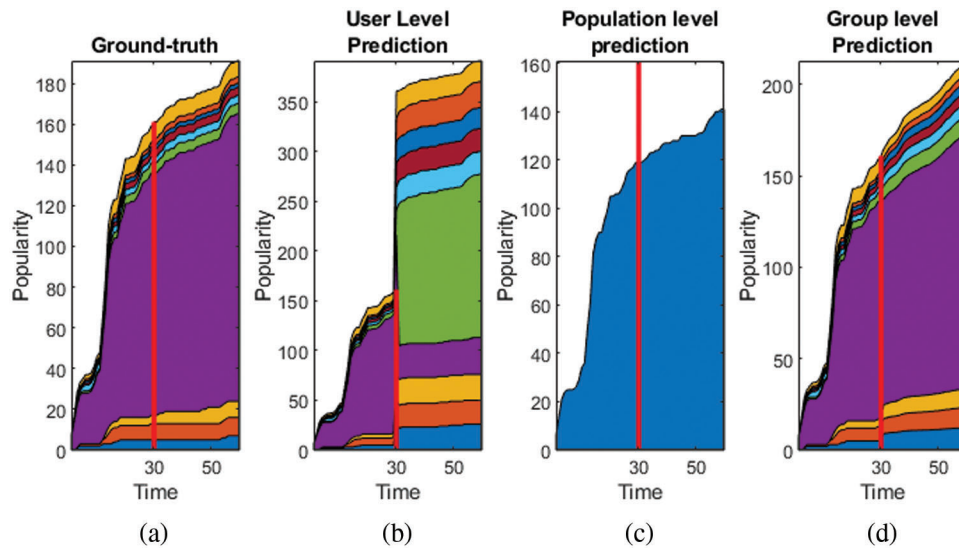 Ground-truth
Popularity
180
160
140
120
100
80
60
40
20
0
30
50
Time
(a)
User Level
Prediction
Popularity
350
300
250
200
150
100
50
0
30
50
Time
(b)
Population level
prediction
Popularity
160
140
120
100
80
60
40
20
0
30
50
Time
(c)
Group level
Prediction
Popularity
200
150
100
50
0
30
50
Time
(d)